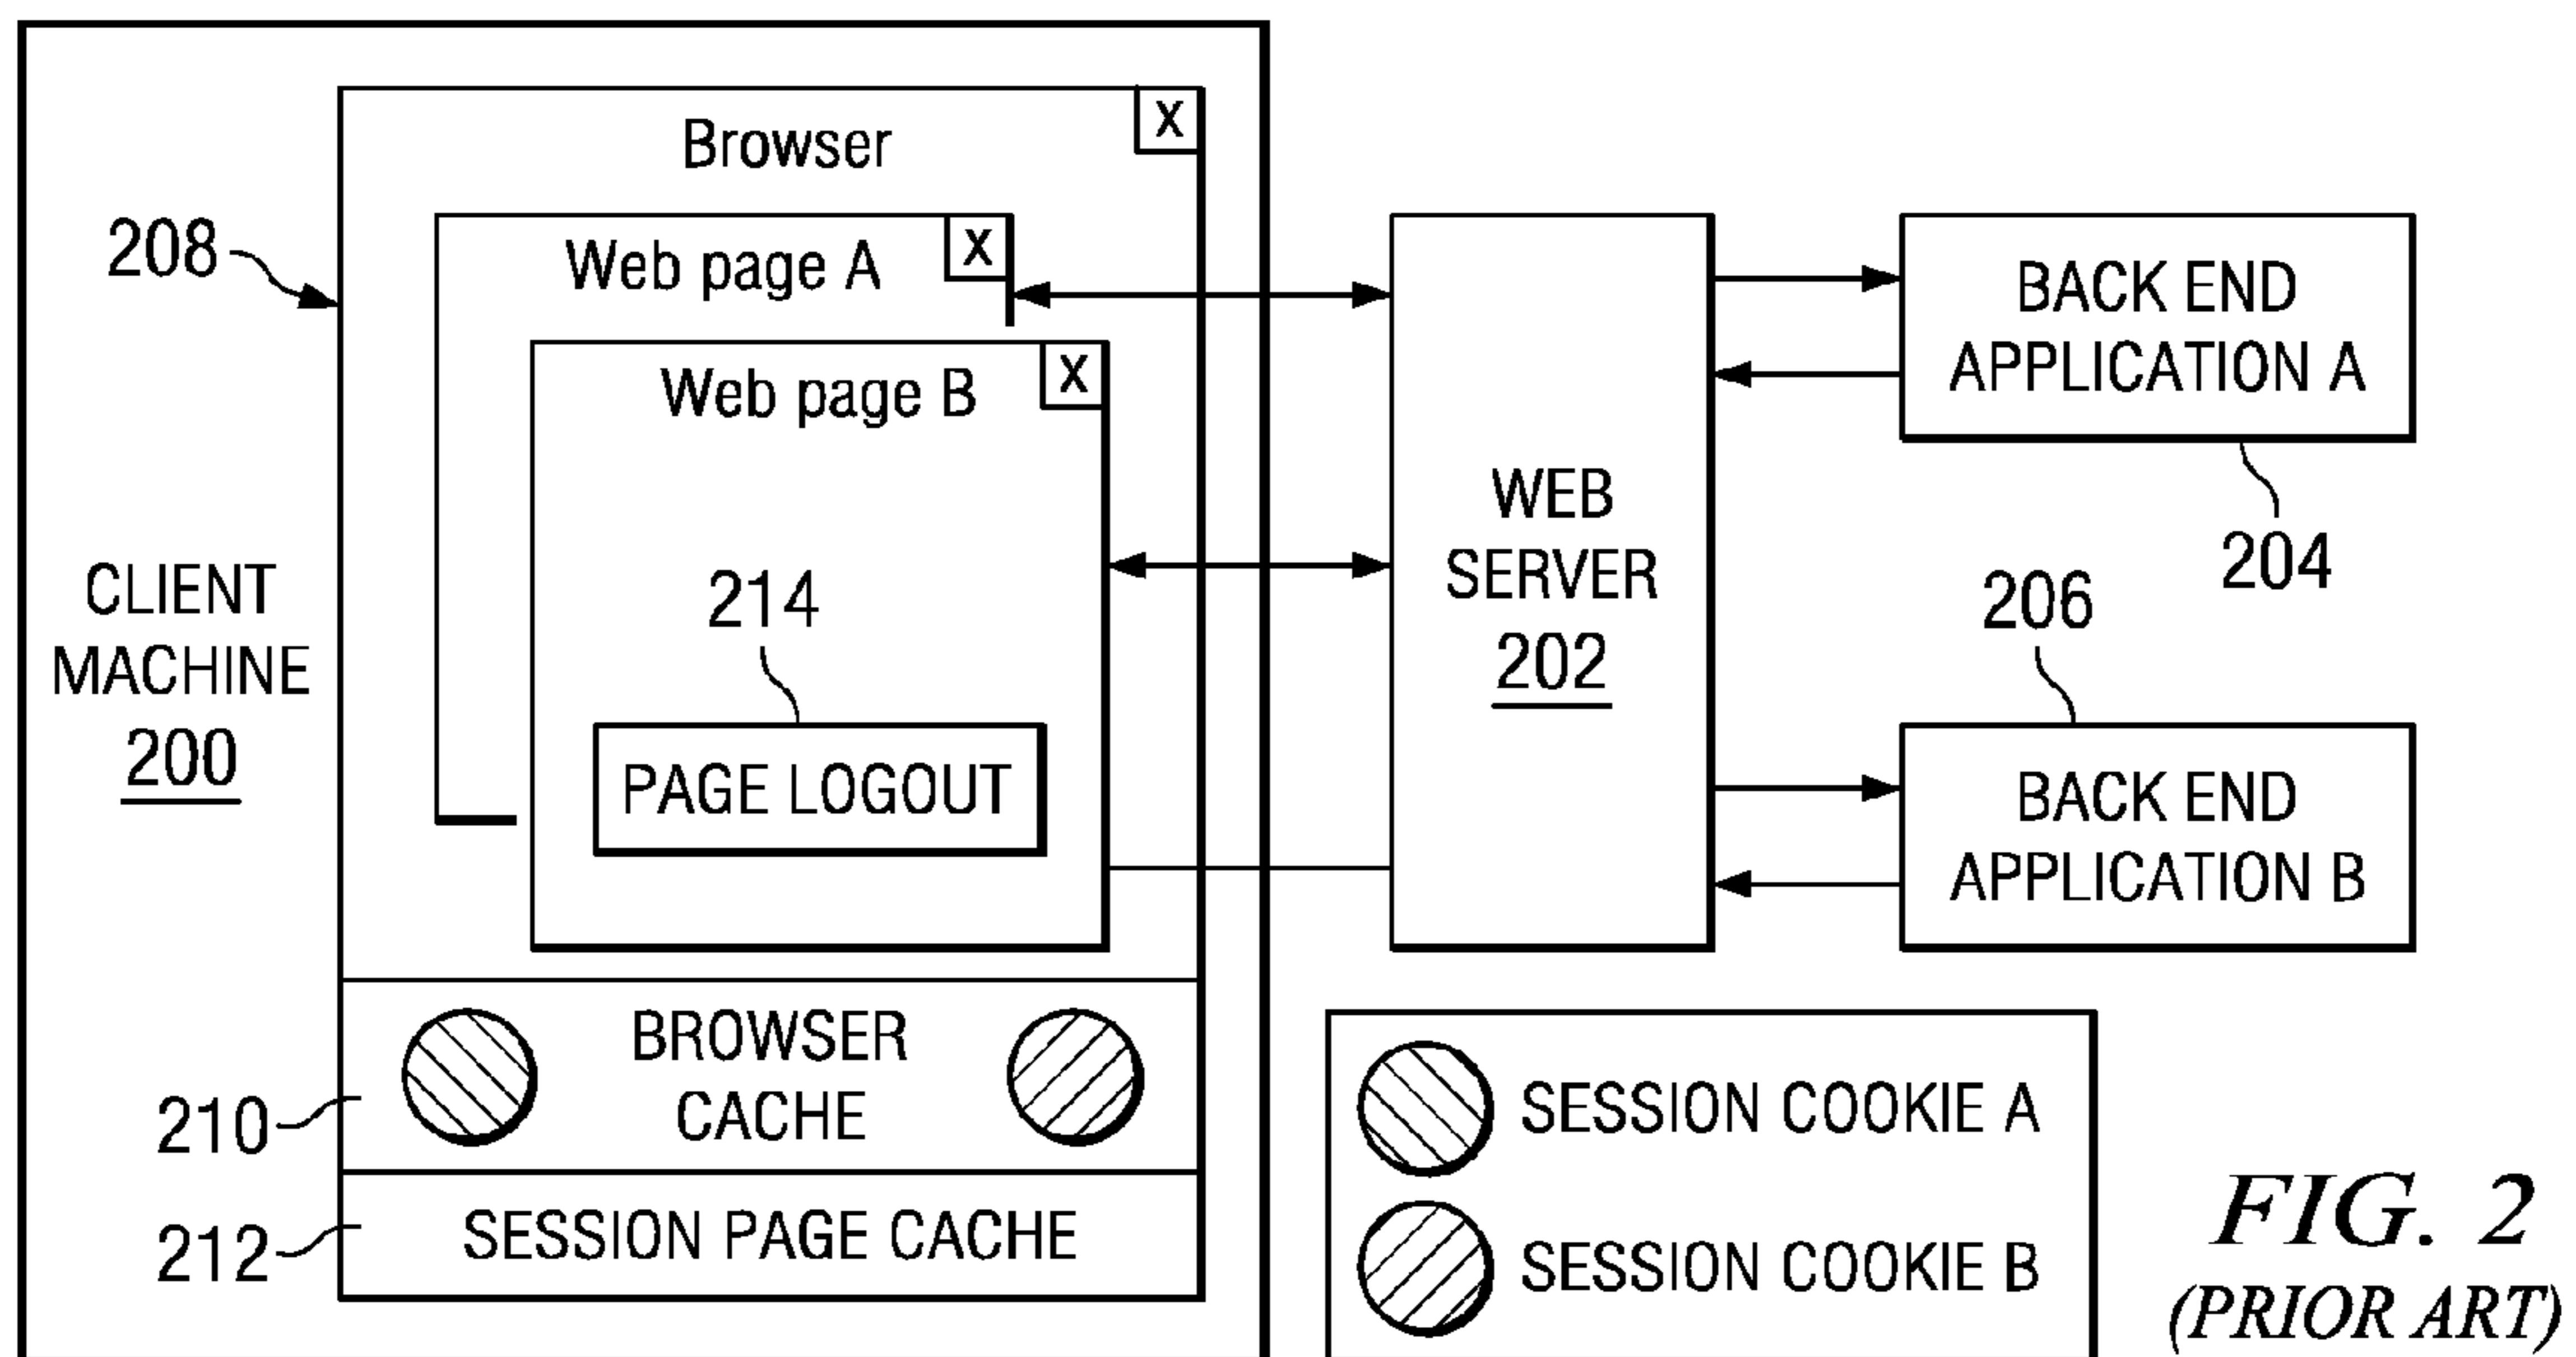 Browser
X
208
Web page A
X
Web page B
X
CLIENT
MACHINE
200
214
PAGE LOGOUT
BROWSER
CACHE
210
SESSION PAGE CACHE
212
WEB
SERVER
202
BACK END
APPLICATION A
204
206
BACK END
APPLICATION B
SESSION COOKIE A
SESSION COOKIE B
FIG. 2
(PRIOR ART)